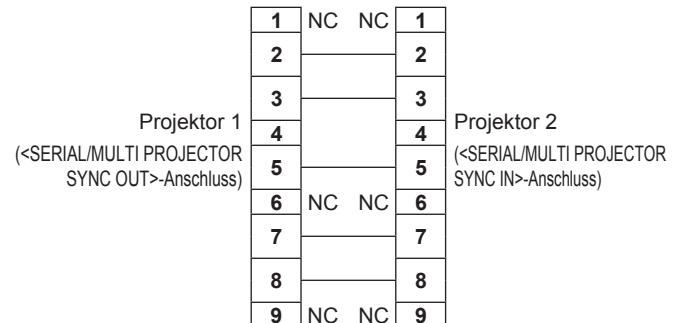 1 NC NC 1
2 2
3 3
Projektor 1 4 4 Projektor 2
(<SERIAL/MULTI PROJECTOR (<SERIAL/MULTI PROJECTOR
SYNC OUT>-Anschluss) 5 5 SYNC IN>-Anschluss)
6 NC NC 6
7 7
8 8
9 NC NC 9